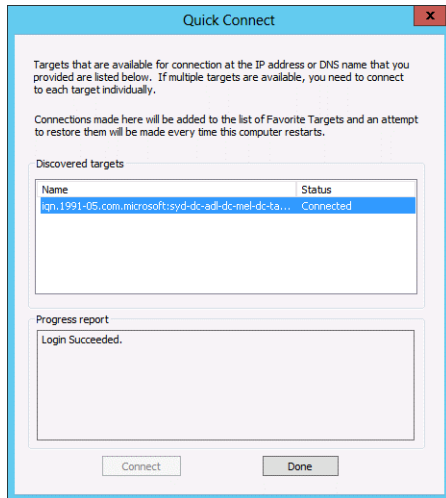 Quick Connect
x
Targets that are available for connection at the IP address or DNS name that you
provided are listed below. If multiple targets are available, you need to connect
to each target individually.
Connections made here will be added to the list of Favorite Targets and an attempt
to restore them will be made every time this computer restarts.
Discovered targets
Name Status
iqn.1991-05.com.microsoft:syd-dc-adl-dc-mel-dc-ta... Connected
Progress report
Login Succeeded.
Connect Done